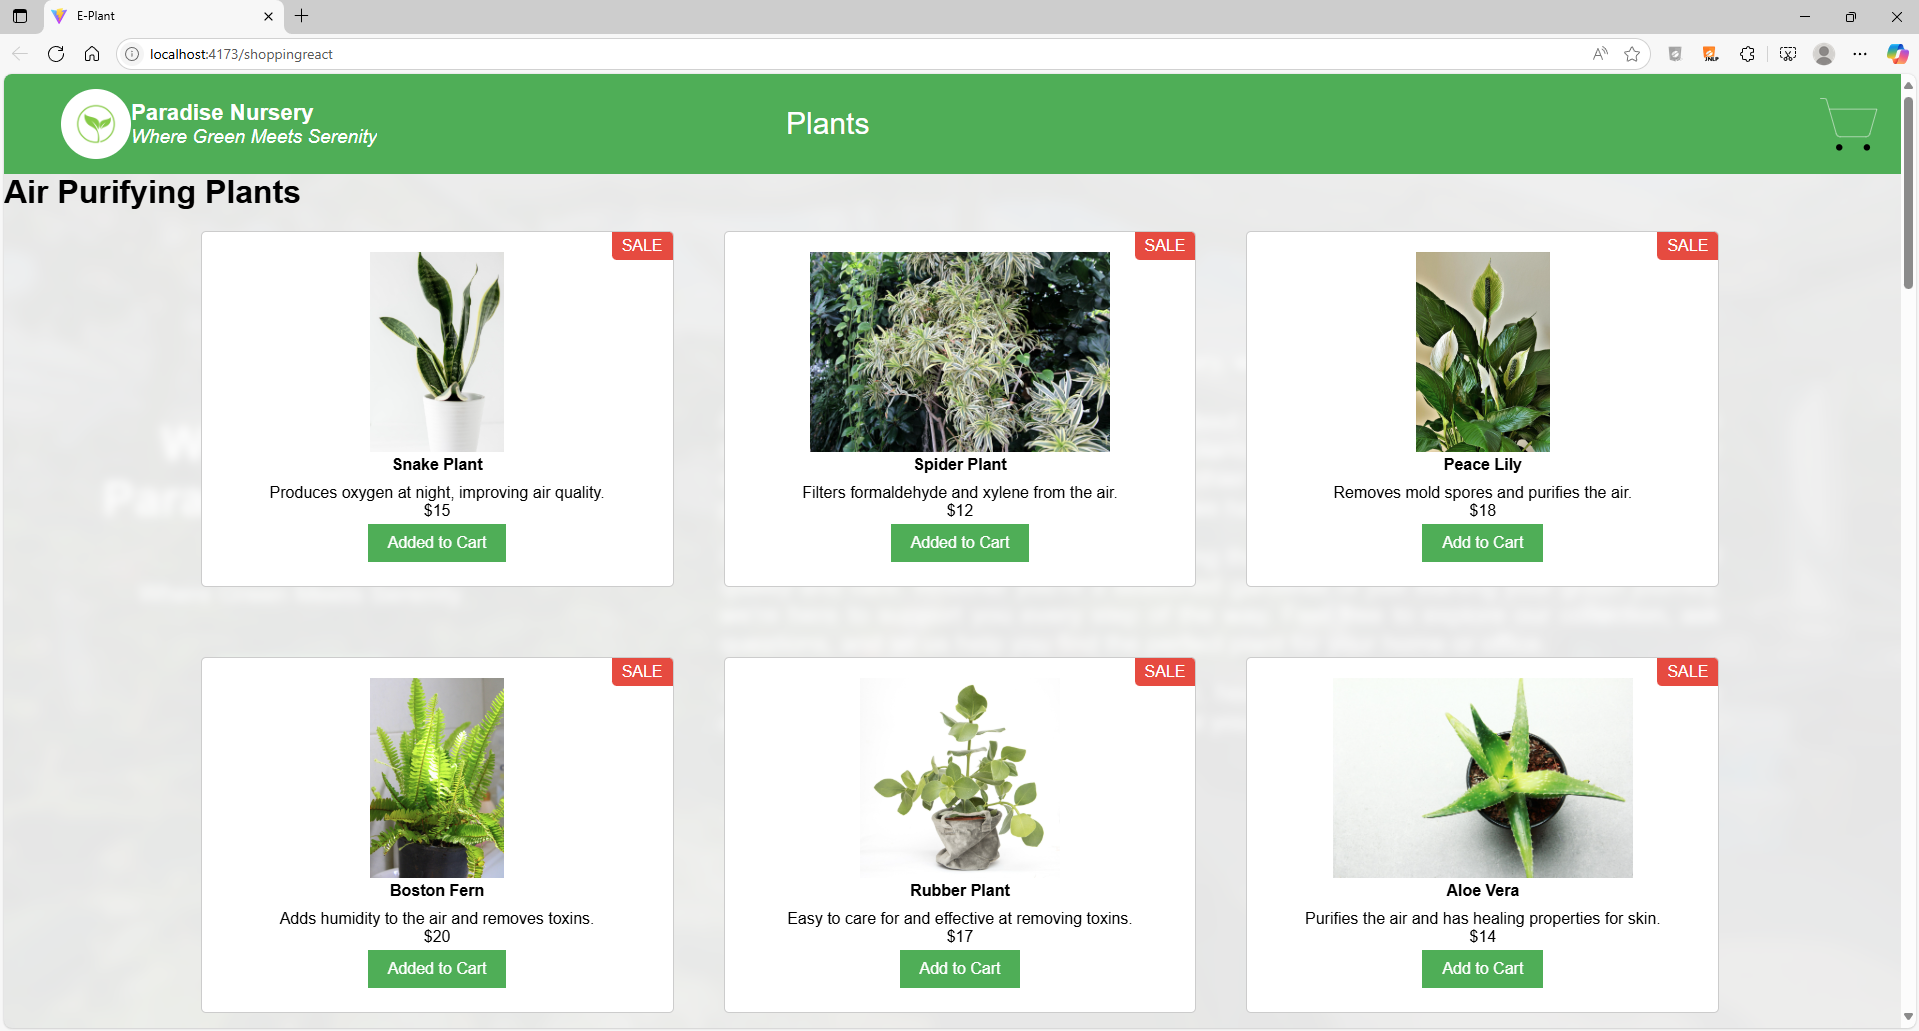 E-Plant
localhost:4173/shoppingreact
Paradise Nursery
Where Green Meets Serenity
Plants
Air Purifying Plants
SALE
Snake Plant
Produces oxygen at night, improving air quality.
$15
Added to Cart
SALE
Spider Plant
Filters formaldehyde and xylene from the air.
$12
Added to Cart
SALE
Peace Lily
Removes mold spores and purifies the air.
$18
Add to Cart
SALE
Boston Fern
Adds humidity to the air and removes toxins.
$20
Added to Cart
SALE
Rubber Plant
Easy to care for and effective at removing toxins.
$17
Add to Cart
SALE
Aloe Vera
Purifies the air and has healing properties for skin.
$14
Add to Cart